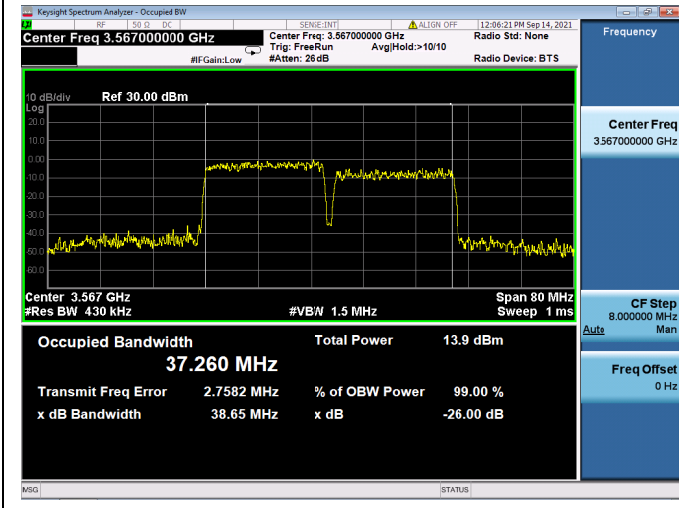 Keysight Spectrum Analyzer - Occupied BW
RF 50 Ω DC SENSE:INT ALIGN OFF 12:06:21 PM Sep 14, 2021
Center Freq 3.567000000 GHz
Center Freq: 3.567000000 GHz Radio Std: None
Trig: FreeRun Avg|Hold:>10/10
#IFGain:Low #Atten: 26 dB Radio Device: BTS
Frequency
10 dB/div Ref 30.00 dBm
Log
20.0
10.0
0.00
-10.0
-20.0
-30.0
-40.0
-50.0
-60.0
Center 3.567 GHz Span 80 MHz
#Res BW 430 kHz #VBW 1.5 MHz Sweep 1 ms
Center Freq
3.567000000 GHz
CF Step
8.000000 MHz
Auto Man
Freq Offset
0 Hz
Occupied Bandwidth Total Power 13.9 dBm
37.260 MHz
Transmit Freq Error 2.7582 MHz % of OBW Power 99.00 %
x dB Bandwidth 38.65 MHz x dB -26.00 dB
MSG STATUS